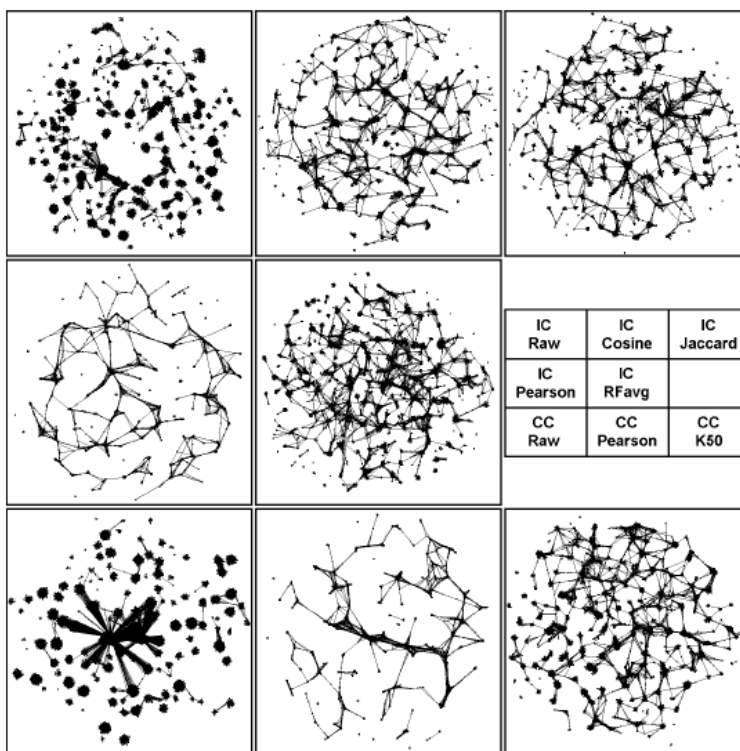 IC IC IC
Raw Cosine Jaccard
IC IC
Pearson RFavg
CC CC CC
Raw Pearson K50